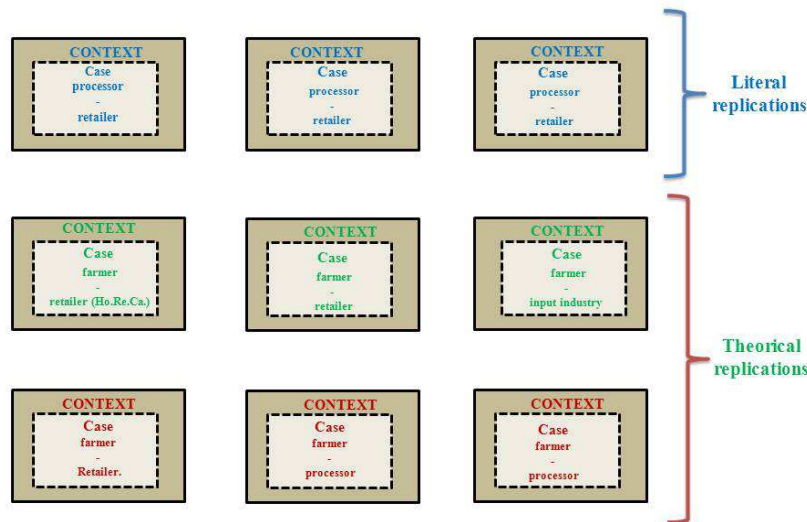 CONTEXT
Case
processor
-
retailer
CONTEXT
Case
processor
-
retailer
CONTEXT
Case
processor
-
retailer
Literal
replications
CONTEXT
Case
farmer
-
retailer (Ho.Re.Ca.)
CONTEXT
Case
farmer
-
retailer
CONTEXT
Case
farmer
-
input industry
Theorical
replications
CONTEXT
Case
farmer
-
Retailer.
CONTEXT
Case
farmer
-
processor
CONTEXT
Case
farmer
-
processor